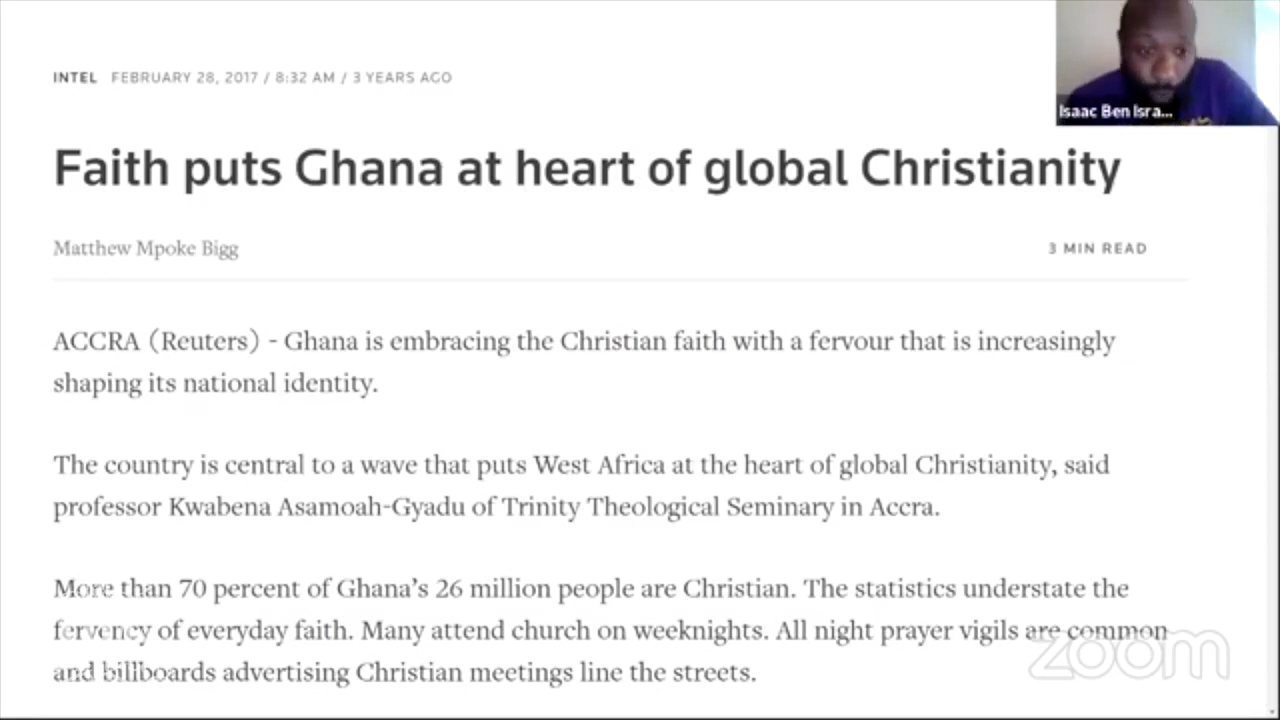 INTEL FEBRUARY 28, 2017 / 8:32 AM / 3 YEARS AGO
Isaac Ben Isra...
Faith puts Ghana at heart of global Christianity
Matthew Mpoke Bigg
3 MIN READ
ACCRA (Reuters) - Ghana is embracing the Christian faith with a fervour that is increasingly
shaping its national identity.
The country is central to a wave that puts West Africa at the heart of global Christianity, said
professor Kwabena Asamoah-Gyadu of Trinity Theological Seminary in Accra.
More than 70 percent of Ghana’s 26 million people are Christian. The statistics understate the
fervency of everyday faith. Many attend church on weeknights. All night prayer vigils are common
and billboards advertising Christian meetings line the streets.
zoom